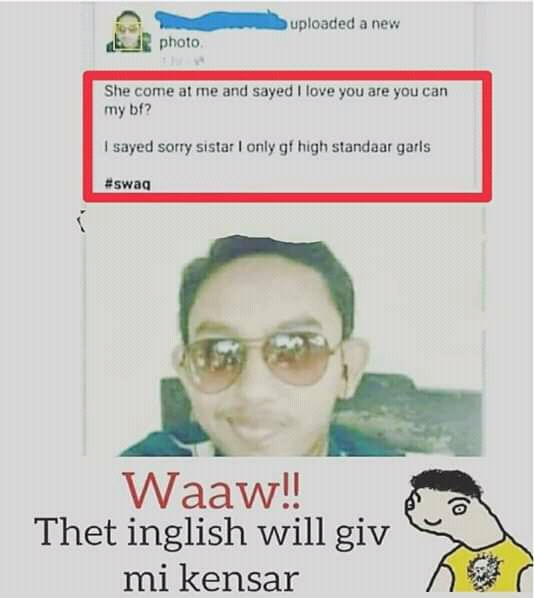 uploaded a new
photo.
She come at me and sayed I love you are you can
my bf?
I sayed sorry sistar I only gf high standaar garls
#swag
Waaw!!
Thet inglish will giv
mi kensar